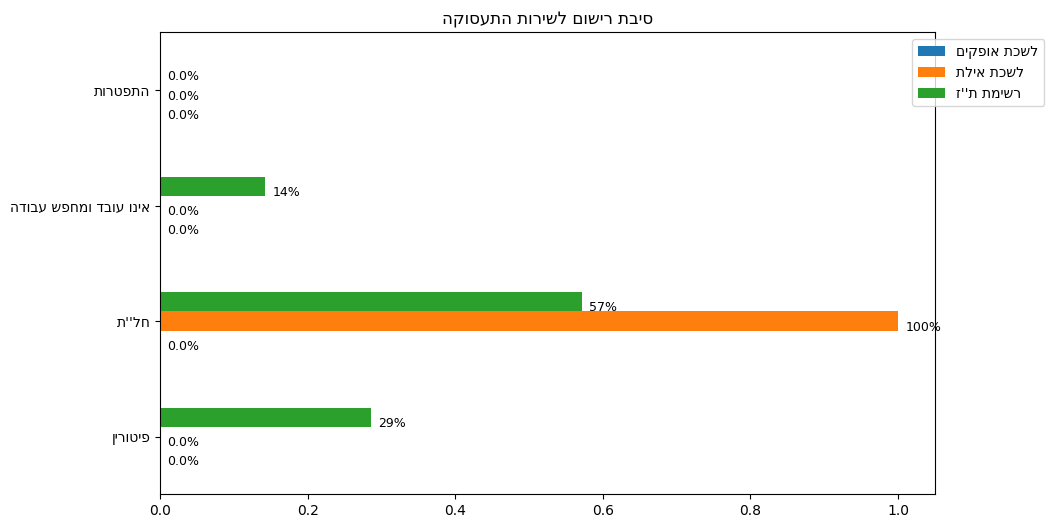 סיבת רישום לשירות התעסוקה
לשכת אופקים
לשכת אילת
רשימת ת''ז
התפטרות
0.0%
0.0%
0.0%
אינו עובד ומחפש עבודה
14%
0.0%
0.0%
חל''ת
57%
100%
0.0%
פיטורין
29%
0.0%
0.0%
0.0 0.2 0.4 0.6 0.8 1.0